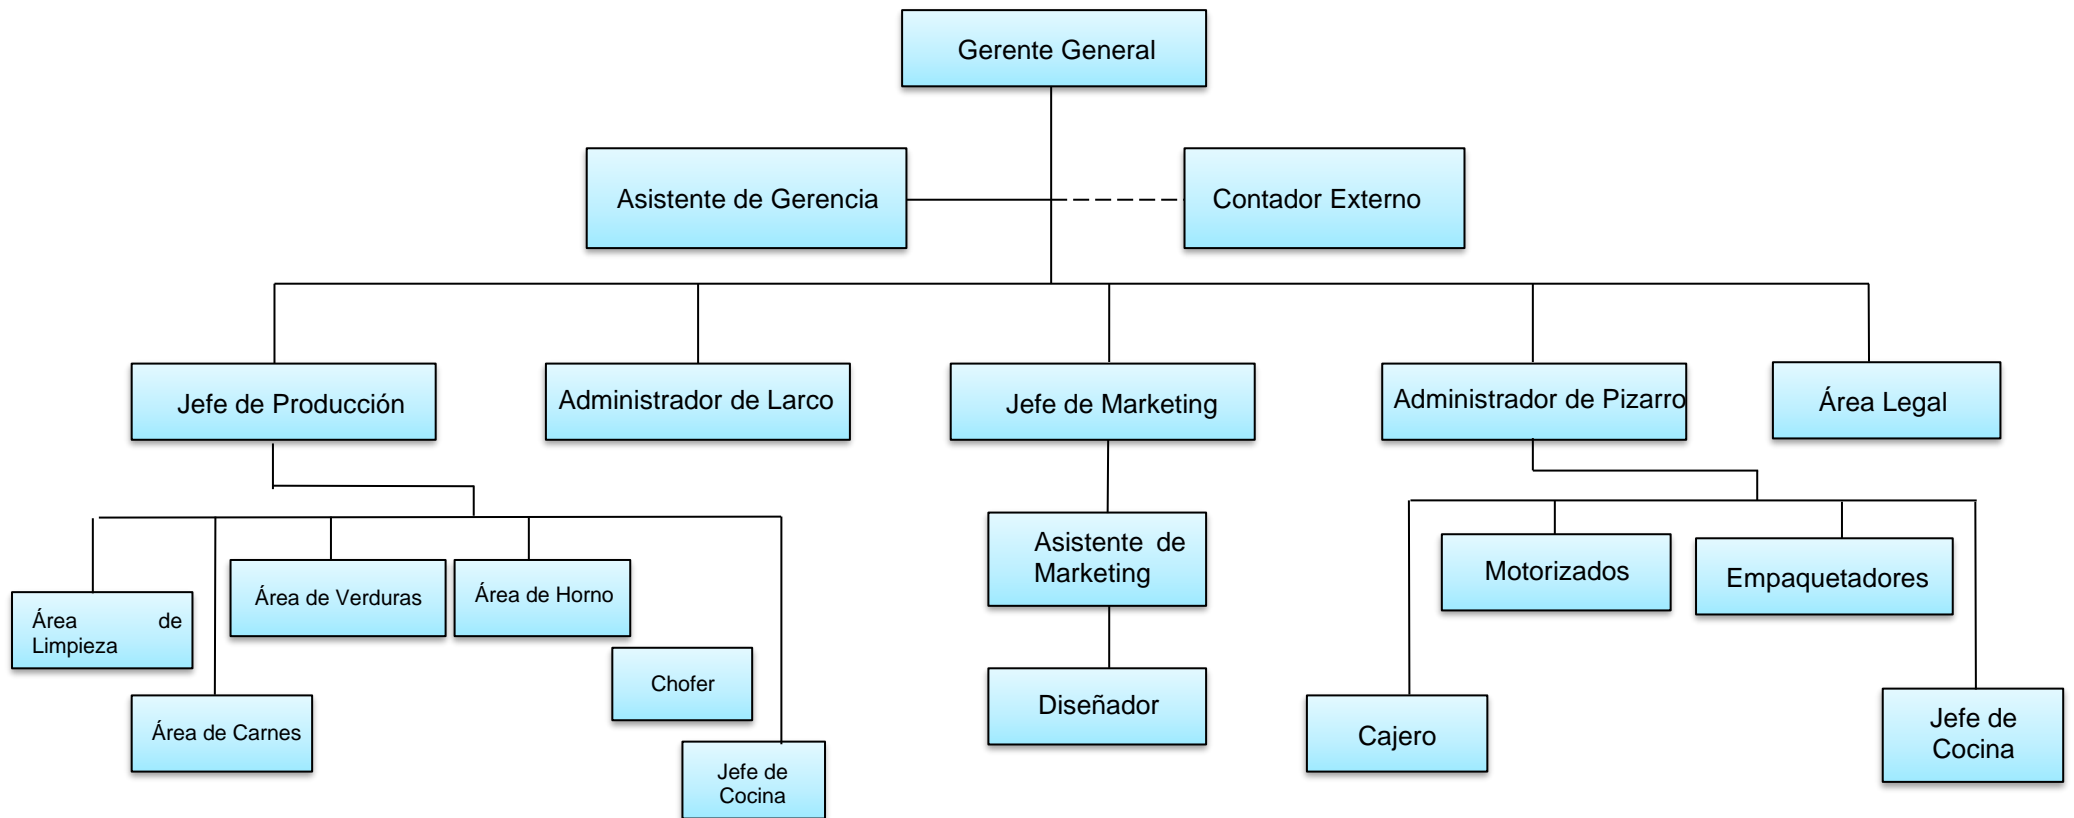 Gerente General
Asistente de Gerencia
Contador Externo
Jefe de Producción
Administrador de Larco
Jefe de Marketing
Administrador de Pizarro
Área Legal
Área de
Limpieza
Área de Carnes
Área de Verduras
Área de Horno
Chofer
Jefe de
Cocina
Asistente de
Marketing
Diseñador
Cajero
Motorizados
Empaquetadores
Jefe de
Cocina